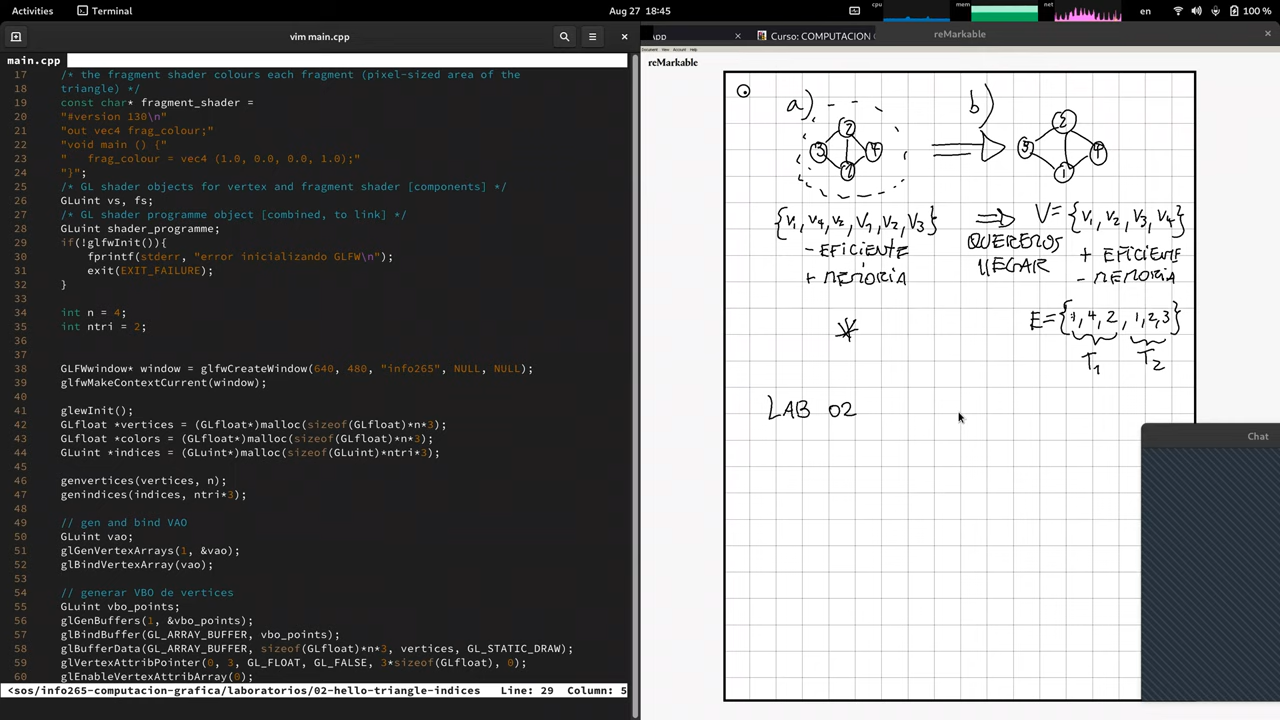 Activities
Terminal
Aug 27 18:45
cpu
mem
net
en
100 %
vim main.cpp
main.cpp
17 /* the fragment shader colours each fragment (pixel-sized area of the
18 triangle) */
19 const char* fragment_shader =
20 "#version 130\n"
21 "out vec4 frag_colour;"
22 "void main () {"
23 "   frag_colour = vec4 (1.0, 0.0, 0.0, 1.0);"
24 "}";
25 /* GL shader objects for vertex and fragment shader [components] */
26 GLuint vs, fs;
27 /* GL shader programme object [combined, to link] */
28 GLuint shader_programme;
29 if(!glfwInit()){
30     fprintf(stderr, "error inicializando GLFW\n");
31     exit(EXIT_FAILURE);
32 }
33
34 int n = 4;
35 int ntri = 2;
36
37
38 GLFWwindow* window = glfwCreateWindow(640, 480, "info265", NULL, NULL);
39 glfwMakeContextCurrent(window);
40
41 glewInit();
42 GLfloat *vertices = (GLfloat*)malloc(sizeof(GLfloat)*n*3);
43 GLfloat *colors = (GLfloat*)malloc(sizeof(GLfloat)*n*3);
44 GLuint *indices = (GLuint*)malloc(sizeof(GLuint)*ntri*3);
45
46 genvertices(vertices, n);
47 genindices(indices, ntri*3);
48
49 // gen and bind VAO
50 GLuint vao;
51 glGenVertexArrays(1, &vao);
52 glBindVertexArray(vao);
53
54 // generar VBO de vertices
55 GLuint vbo_points;
56 glGenBuffers(1, &vbo_points);
57 glBindBuffer(GL_ARRAY_BUFFER, vbo_points);
58 glBufferData(GL_ARRAY_BUFFER, sizeof(GLfloat)*n*3, vertices, GL_STATIC_DRAW);
59 glVertexAttribPointer(0, 3, GL_FLOAT, GL_FALSE, 3*sizeof(GLfloat), 0);
60 glEnableVertexAttribArray(0);
<sos/info265-computacion-grafica/laboratorios/02-hello-triangle-indices Line: 29 Column: 5
Curso: COMPUTACION
reMarkable
Document View Account Help
reMarkable
a) b)
2
3 4
1
{V1, V4, V2, V1, V2, V3} ⇒ V= {V1, V2, V3, V4}
- EFICIENTE
+ MEMORIA
QUEREMOS
LLEGAR
+ EFICIENTE
- MEMORIA
E={1, 4, 2, 1, 2, 3}
T1 T2
LAB 02
Chat